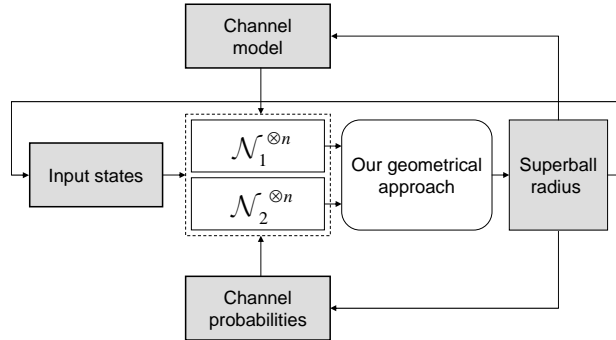 Channel
model
Input states
𝒩₁^⊗n
𝒩₂^⊗n
Our geometrical
approach
Superball
radius
Channel
probabilities